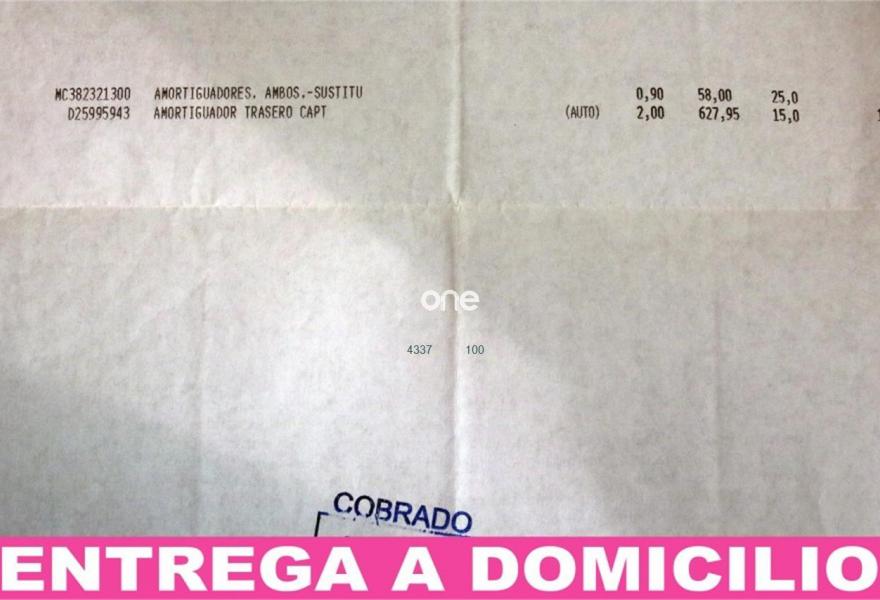 MC382321300 AMORTIGUADORES. AMBOS.-SUSTITU 0,90 58,00 25,0
D25995943 AMORTIGUADOR TRASERO CAPT (AUTO) 2,00 627,95 15,0
one
4337 100
COBRADO
ENTREGA A DOMICILIO